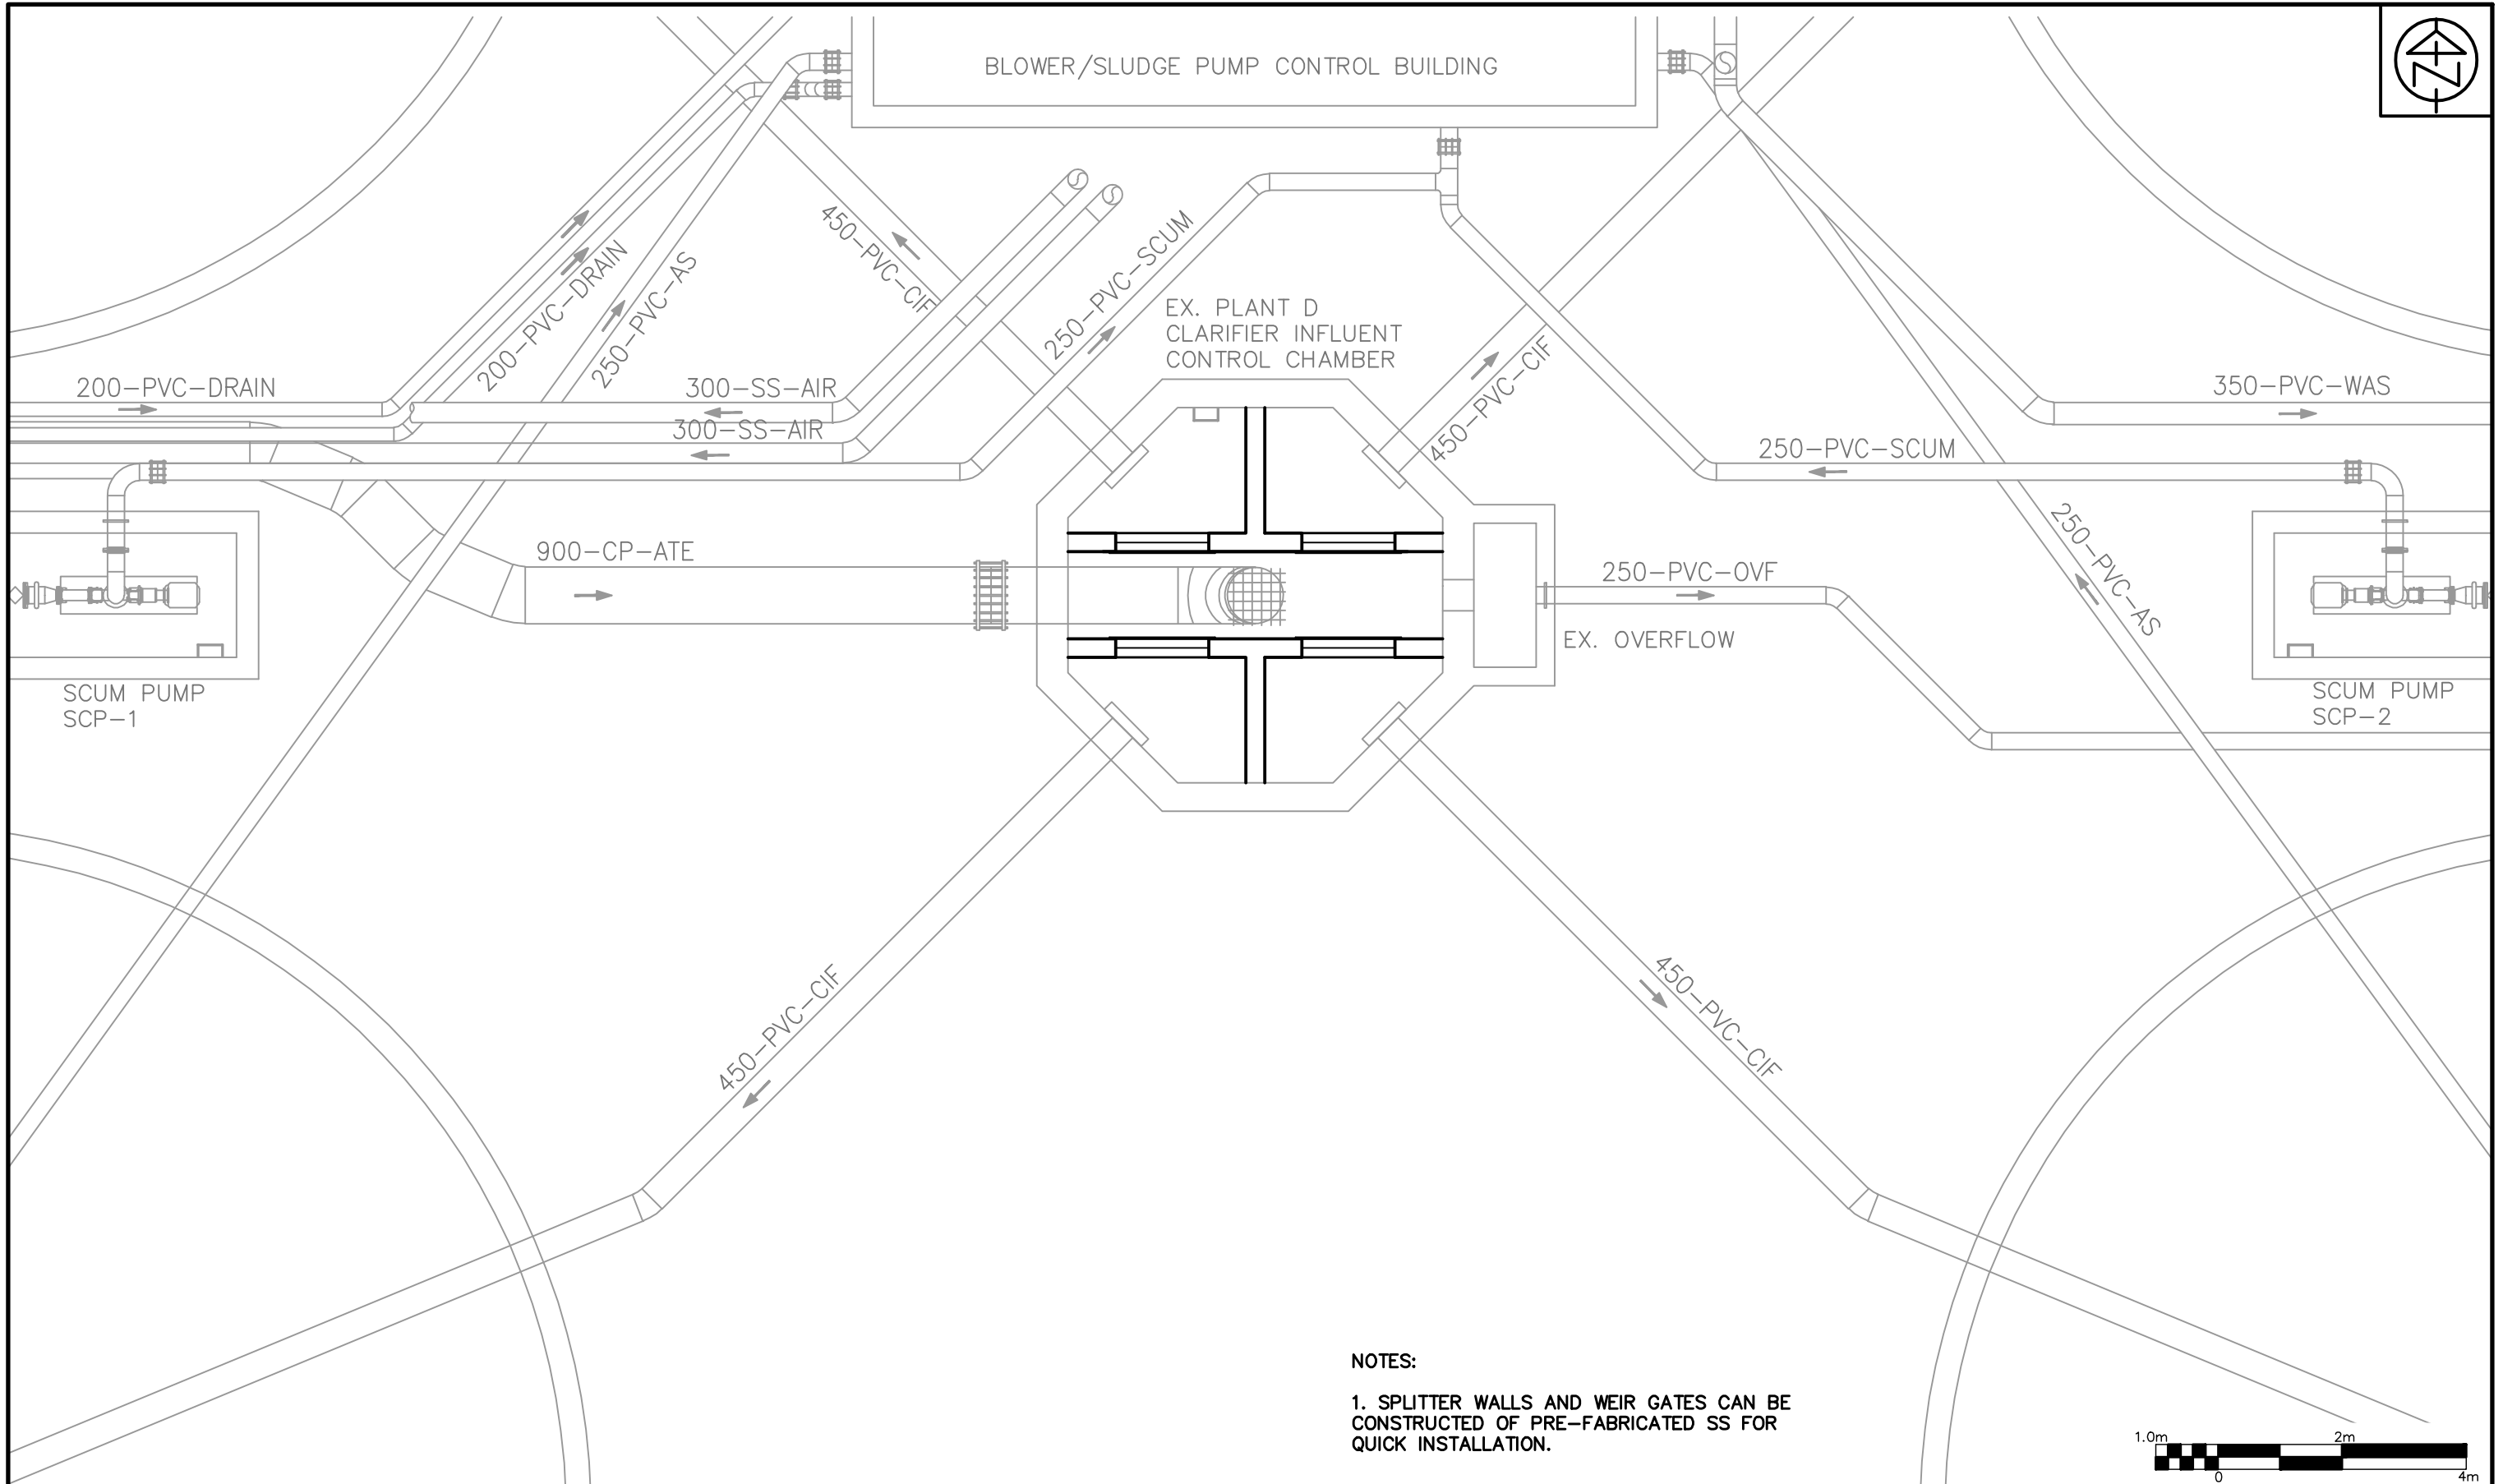 BLOWER/SLUDGE PUMP CONTROL BUILDING
N
450-PVC-CIF
250-PVC-SCUM
200-PVC-DRAIN
250-PVC-AS
EX. PLANT D
CLARIFIER INFLUENT
CONTROL CHAMBER
450-PVC-CIF
200-PVC-DRAIN
300-SS-AIR
300-SS-AIR
350-PVC-WAS
250-PVC-SCUM
250-PVC-AS
900-CP-ATE
250-PVC-OVF
EX. OVERFLOW
SCUM PUMP
SCP-1
SCUM PUMP
SCP-2
450-PVC-CIF
450-PVC-CIF
NOTES:
1. SPLITTER WALLS AND WEIR GATES CAN BE
CONSTRUCTED OF PRE-FABRICATED SS FOR
QUICK INSTALLATION.
1.0m 2m
0 4m